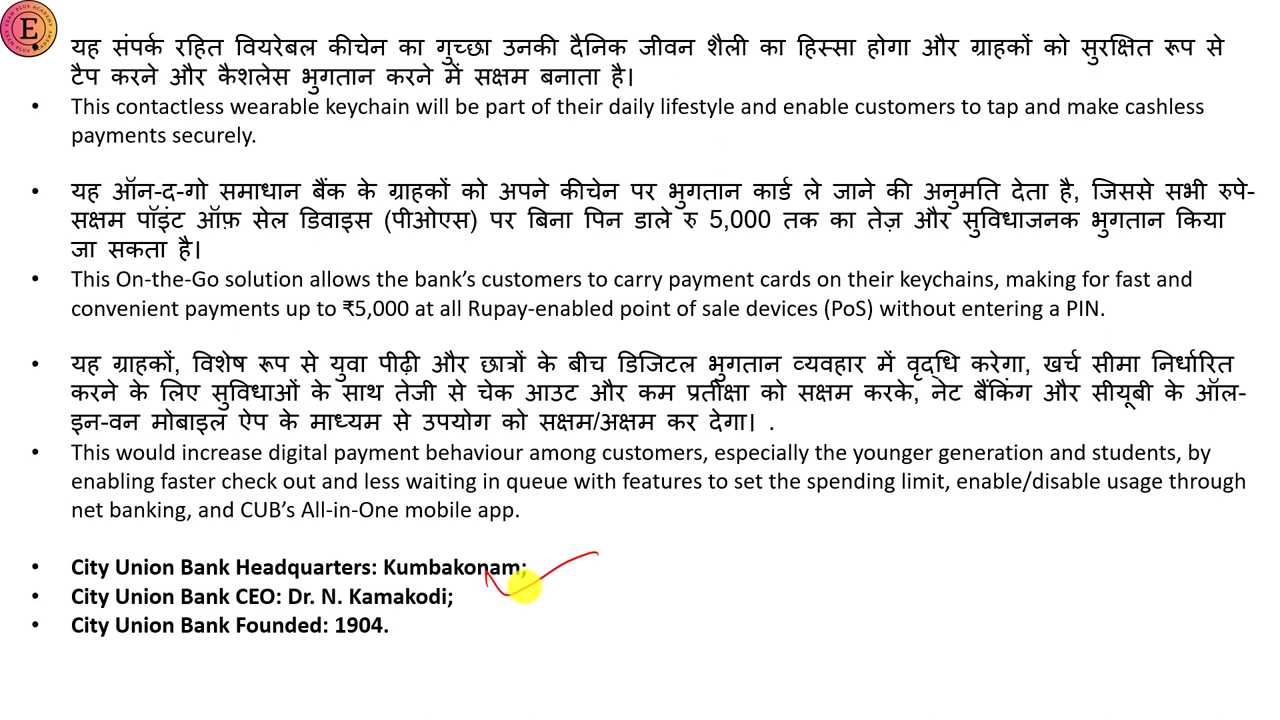 यह संपर्क रहित वियरेबल कीचेन का गुच्छा उनकी दैनिक जीवन शैली का हिस्सा होगा और ग्राहकों को सुरक्षित रूप से
टैप करने और कैशलेस भुगतान करने में सक्षम बनाता है।
• This contactless wearable keychain will be part of their daily lifestyle and enable customers to tap and make cashless
payments securely.
• यह ऑन-द-गो समाधान बैंक के ग्राहकों को अपने कीचेन पर भुगतान कार्ड ले जाने की अनुमति देता है, जिससे सभी रुपे-
सक्षम पॉइंट ऑफ़ सेल डिवाइस (पीओएस) पर बिना पिन डाले रु 5,000 तक का तेज़ और सुविधाजनक भुगतान किया
जा सकता है।
• This On-the-Go solution allows the bank’s customers to carry payment cards on their keychains, making for fast and
convenient payments up to ₹5,000 at all Rupay-enabled point of sale devices (PoS) without entering a PIN.
• यह ग्राहकों, विशेष रूप से युवा पीढ़ी और छात्रों के बीच डिजिटल भुगतान व्यवहार में वृद्धि करेगा, खर्च सीमा निर्धारित
करने के लिए सुविधाओं के साथ तेजी से चेक आउट और कम प्रतीक्षा को सक्षम करके, नेट बैंकिंग और सीयूबी के ऑल-
इन-वन मोबाइल ऐप के माध्यम से उपयोग को सक्षम/अक्षम कर देगा। .
• This would increase digital payment behaviour among customers, especially the younger generation and students, by
enabling faster check out and less waiting in queue with features to set the spending limit, enable/disable usage through
net banking, and CUB’s All-in-One mobile app.
• City Union Bank Headquarters: Kumbakonam;
• City Union Bank CEO: Dr. N. Kamakodi;
• City Union Bank Founded: 1904.